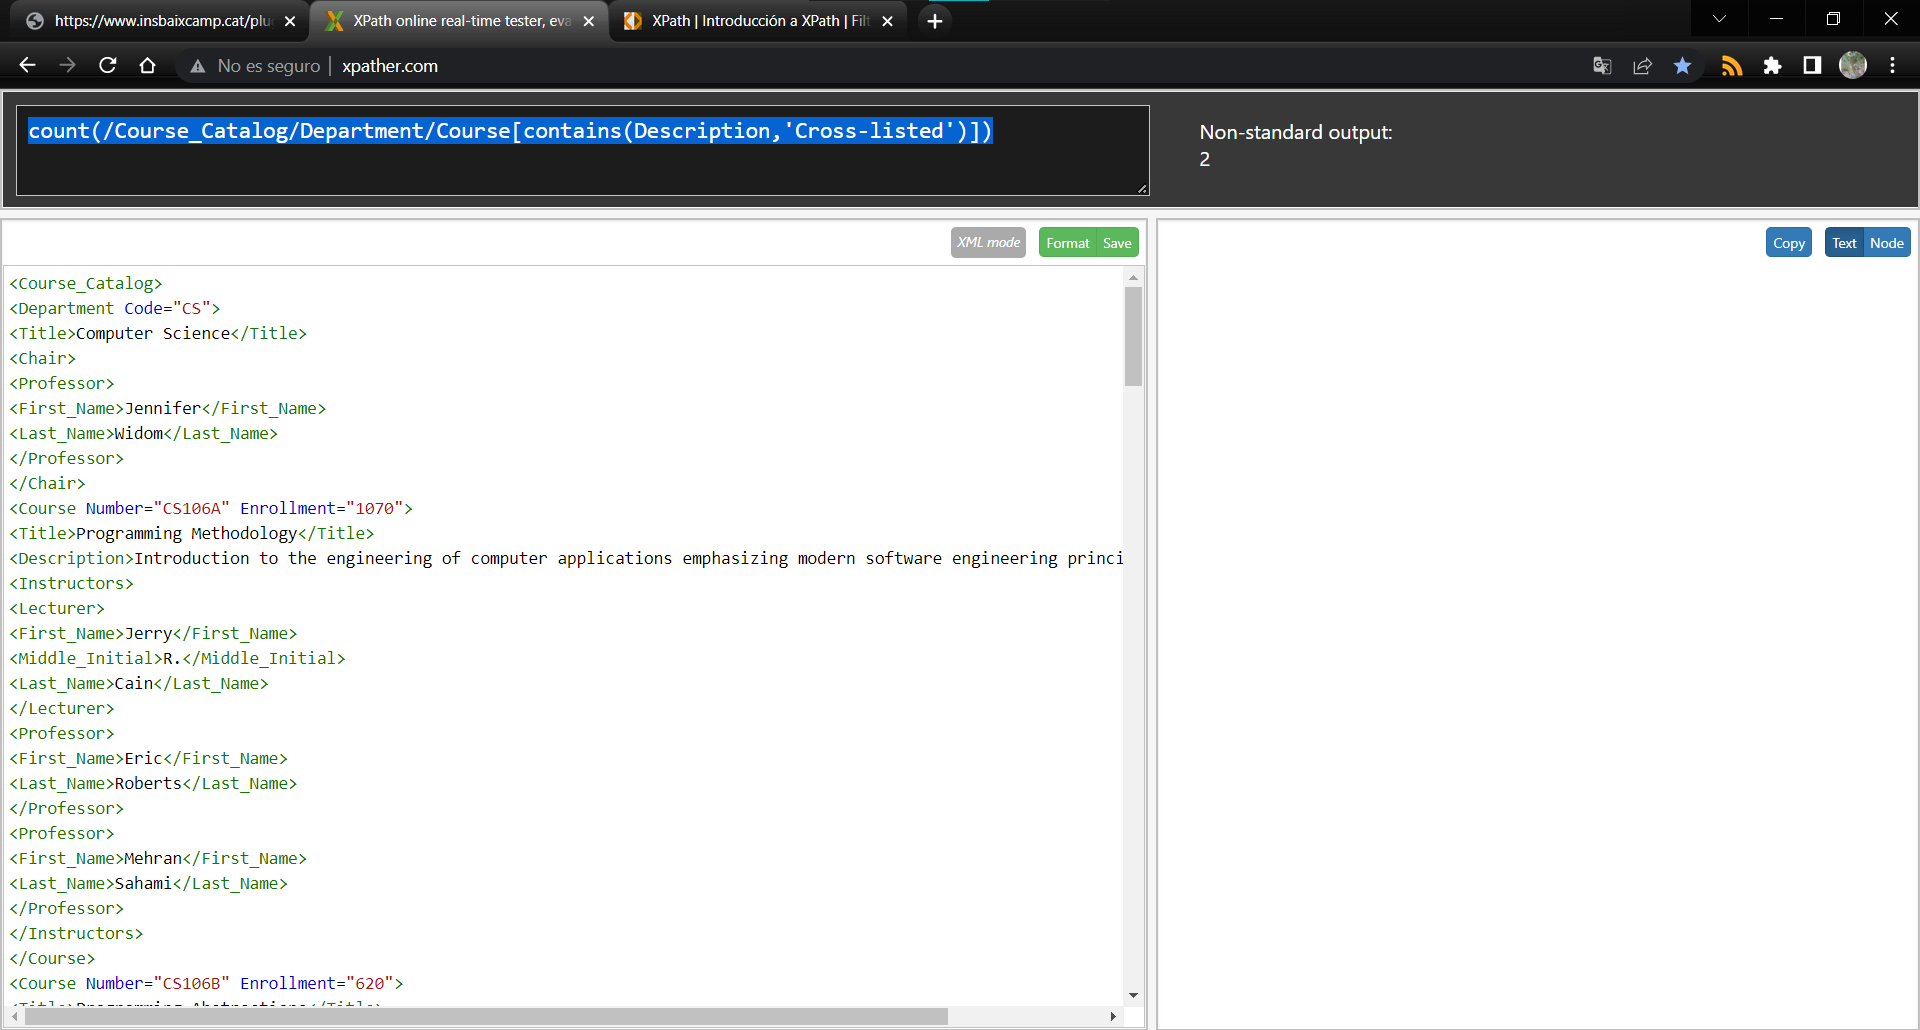 https://www.insbaixcamp.cat/plu
XPath online real-time tester, eva
XPath | Introducción a XPath | Filt
No es seguro | xpather.com
count(/Course_Catalog/Department/Course[contains(Description,'Cross-listed')])
Non-standard output:
2
XML mode
Format
Save
Copy
Text
Node
<Course_Catalog>
<Department Code="CS">
<Title>Computer Science</Title>
<Chair>
<Professor>
<First_Name>Jennifer</First_Name>
<Last_Name>Widom</Last_Name>
</Professor>
</Chair>
<Course Number="CS106A" Enrollment="1070">
<Title>Programming Methodology</Title>
<Description>Introduction to the engineering of computer applications emphasizing modern software engineering princi
<Instructors>
<Lecturer>
<First_Name>Jerry</First_Name>
<Middle_Initial>R.</Middle_Initial>
<Last_Name>Cain</Last_Name>
</Lecturer>
<Professor>
<First_Name>Eric</First_Name>
<Last_Name>Roberts</Last_Name>
</Professor>
<Professor>
<First_Name>Mehran</First_Name>
<Last_Name>Sahami</Last_Name>
</Professor>
</Instructors>
</Course>
<Course Number="CS106B" Enrollment="620">
<Title>Programming Abstractions</Title>